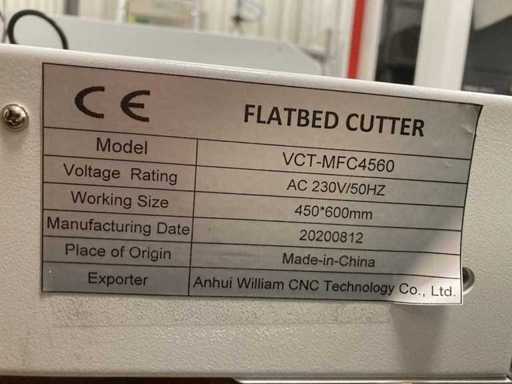 CE FLATBED CUTTER
Model VCT-MFC4560
Voltage Rating AC 230V/50HZ
Working Size 450*600mm
Manufacturing Date 20200812
Place of Origin Made-in-China
Exporter Anhui William CNC Technology Co., Ltd.